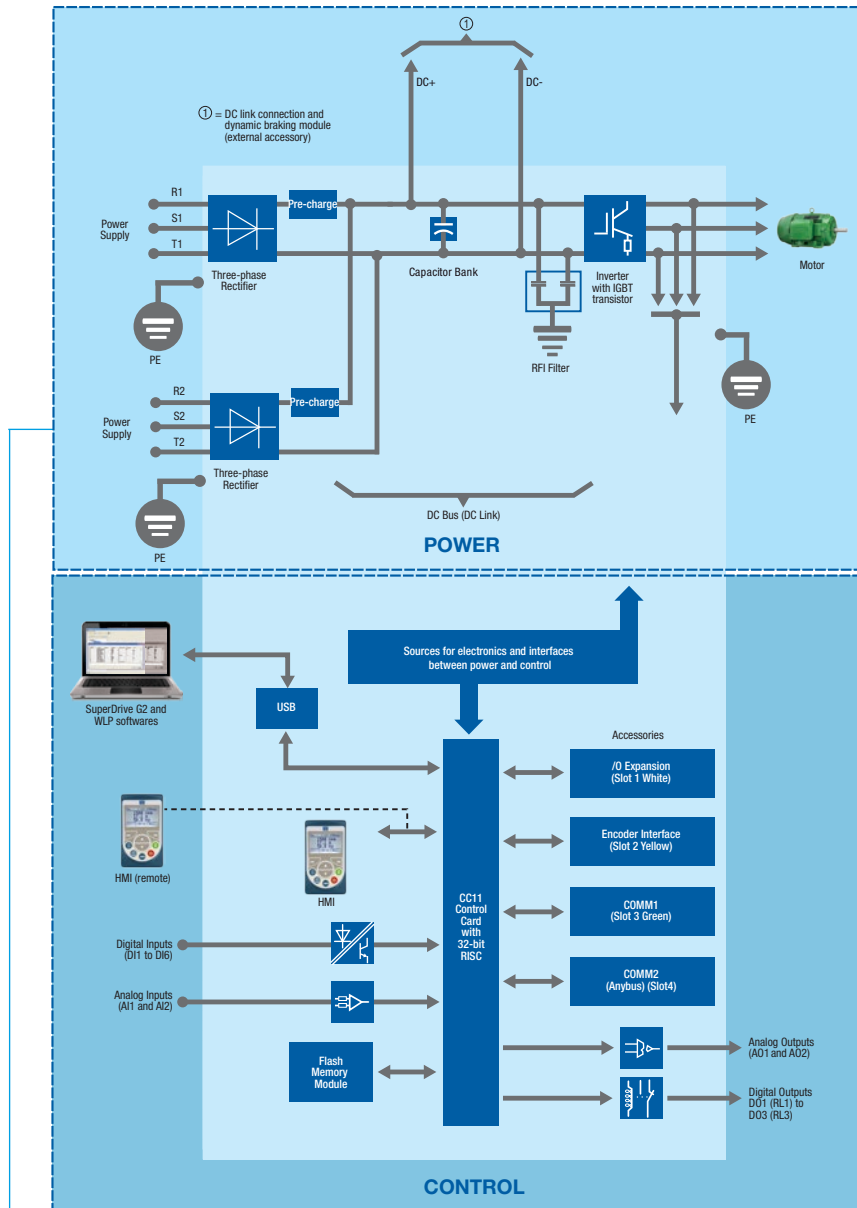 ①
DC+
DC-
① = DC link connection and
dynamic braking module
(external accessory)
R1
S1
T1
Power
Supply
Pre-charge
Three-phase
Rectifier
Capacitor Bank
Inverter
with IGBT
transistor
Motor
PE
RFI Filter
PE
R2
S2
T2
Power
Supply
Pre-charge
Three-phase
Rectifier
PE
DC Bus (DC Link)
POWER
Sources for electronics and interfaces
between power and control
SuperDrive G2 and
WLP softwares
USB
Accessories
/O Expansion
(Slot 1 White)
Encoder Interface
(Slot 2 Yellow)
HMI (remote)
HMI
CC11
Control
Card
with
32-bit
RISC
COMM1
(Slot 3 Green)
Digital Inputs
(DI1 to DI6)
COMM2
(Anybus) (Slot4)
Analog Inputs
(AI1 and AI2)
Flash
Memory
Module
Analog Outputs
(AO1 and AO2)
Digital Outputs
DO1 (RL1) to
DO3 (RL3)
CONTROL